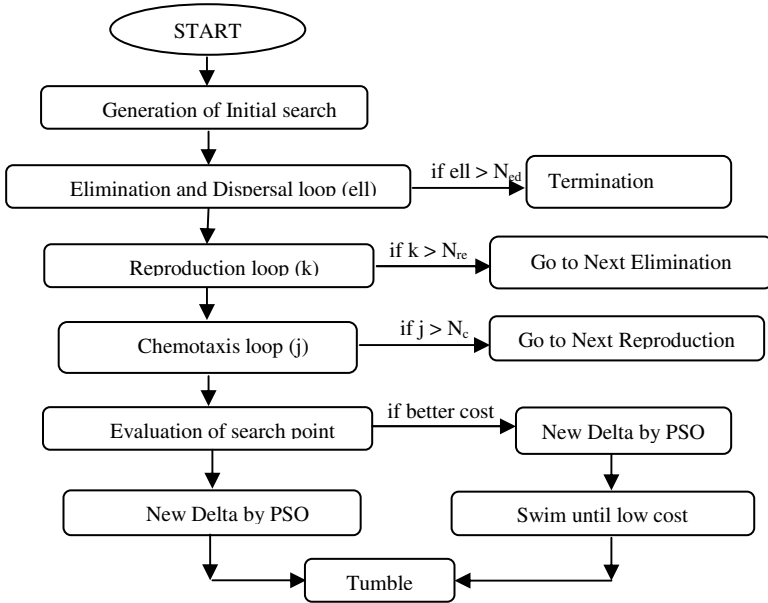 START
Generation of Initial search
Elimination and Dispersal loop (ell)
if ell > N_ed
Termination
Reproduction loop (k)
if k > N_re
Go to Next Elimination
Chemotaxis loop (j)
if j > N_c
Go to Next Reproduction
Evaluation of search point
if better cost
New Delta by PSO
New Delta by PSO
Swim until low cost
Tumble